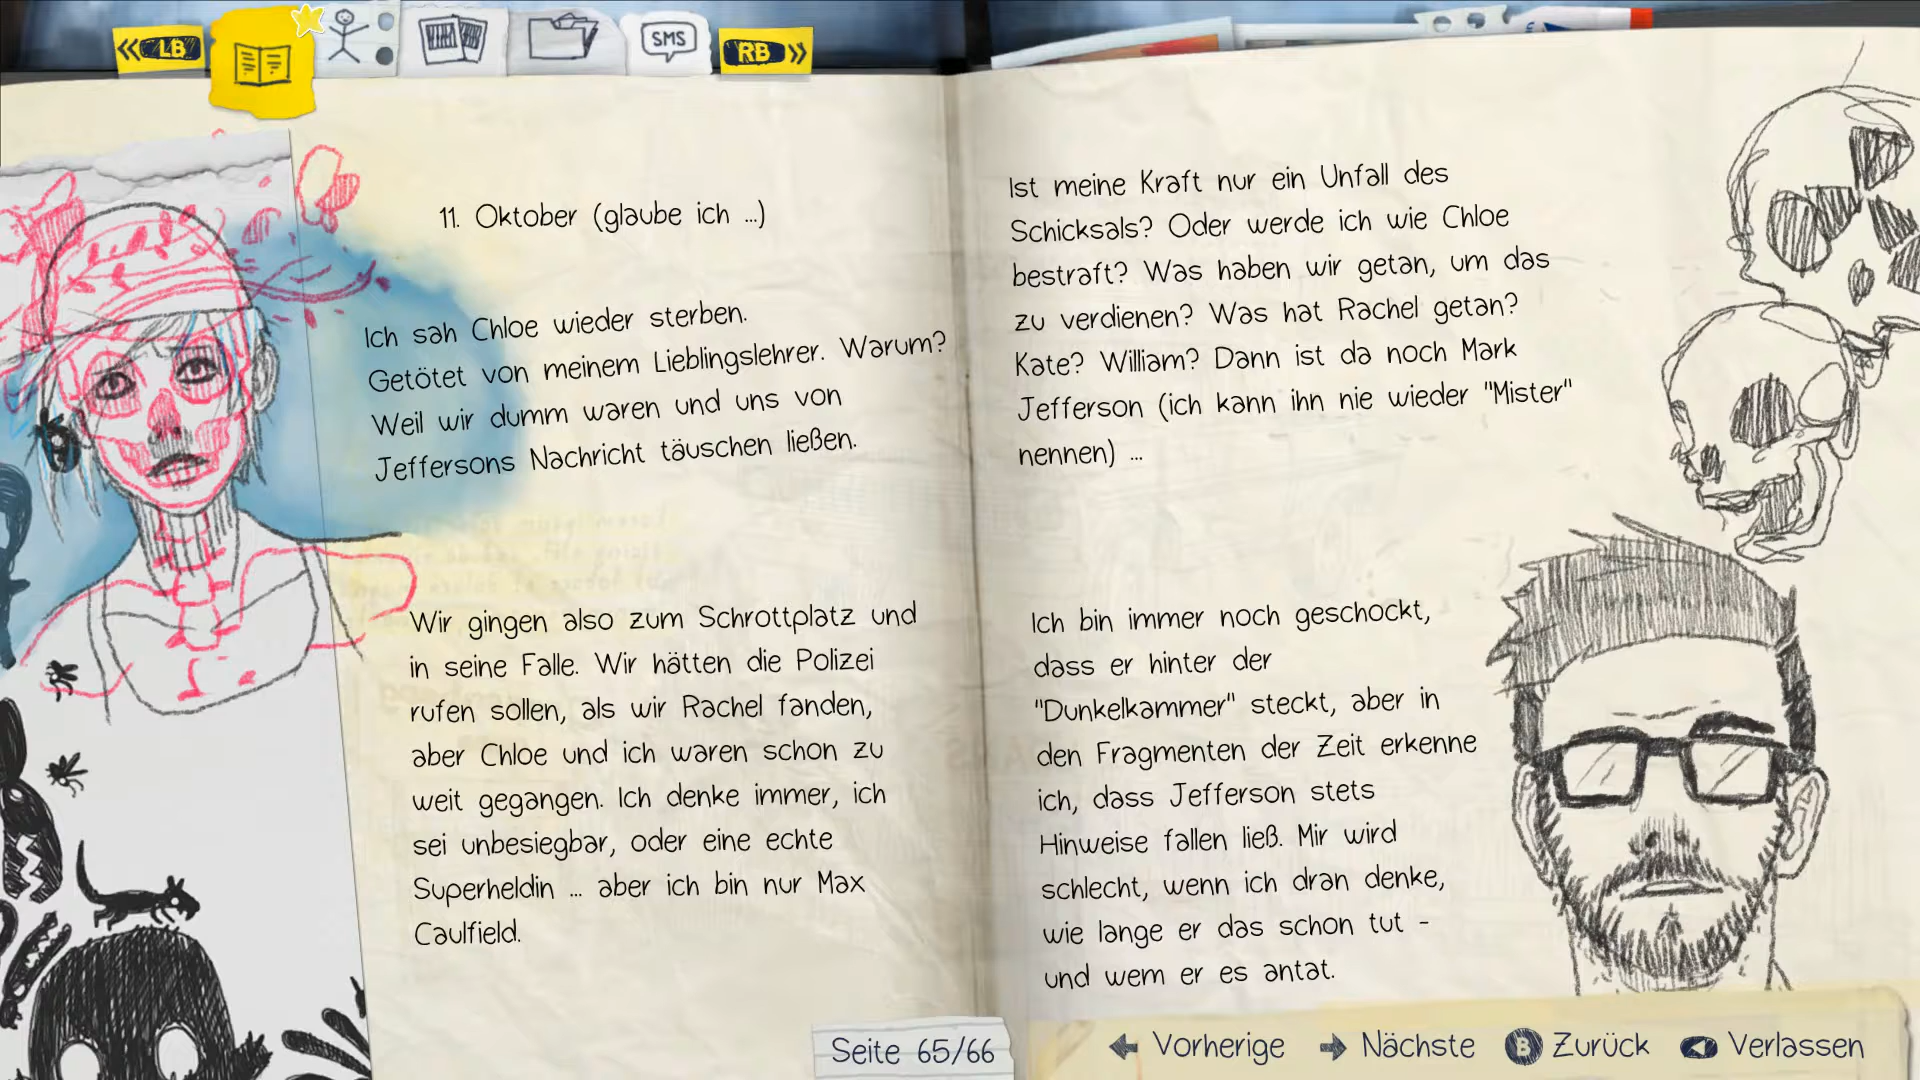 LB
SMS
RB
11. Oktober (glaube ich ...)
Ich sah Chloe wieder sterben.
Getötet von meinem Lieblingslehrer. Warum?
Weil wir dumm waren und uns von
Jeffersons Nachricht täuschen ließen.
Wir gingen also zum Schrottplatz und
in seine Falle. Wir hätten die Polizei
rufen sollen, als wir Rachel fanden,
aber Chloe und ich waren schon zu
weit gegangen. Ich denke immer, ich
sei unbesiegbar, oder eine echte
Superheldin ... aber ich bin nur Max
Caulfield.
Ist meine Kraft nur ein Unfall des
Schicksals? Oder werde ich wie Chloe
bestraft? Was haben wir getan, um das
zu verdienen? Was hat Rachel getan?
Kate? William? Dann ist da noch Mark
Jefferson (ich kann ihn nie wieder "Mister"
nennen) ...
Ich bin immer noch geschockt,
dass er hinter der
"Dunkelkammer" steckt, aber in
den Fragmenten der Zeit erkenne
ich, dass Jefferson stets
Hinweise fallen ließ. Mir wird
schlecht, wenn ich dran denke,
wie lange er das schon tut -
und wem er es antat.
Seite 65/66
Vorherige
Nächste
B Zurück
Verlassen